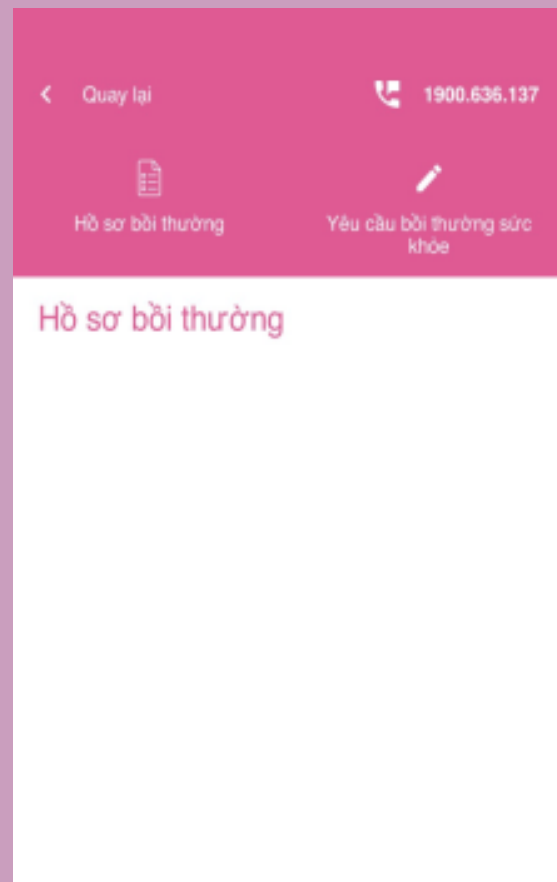 Quay lại
1900.636.137
Hồ sơ bồi thường
Yêu cầu bồi thường sức
khỏe
Hồ sơ bồi thường